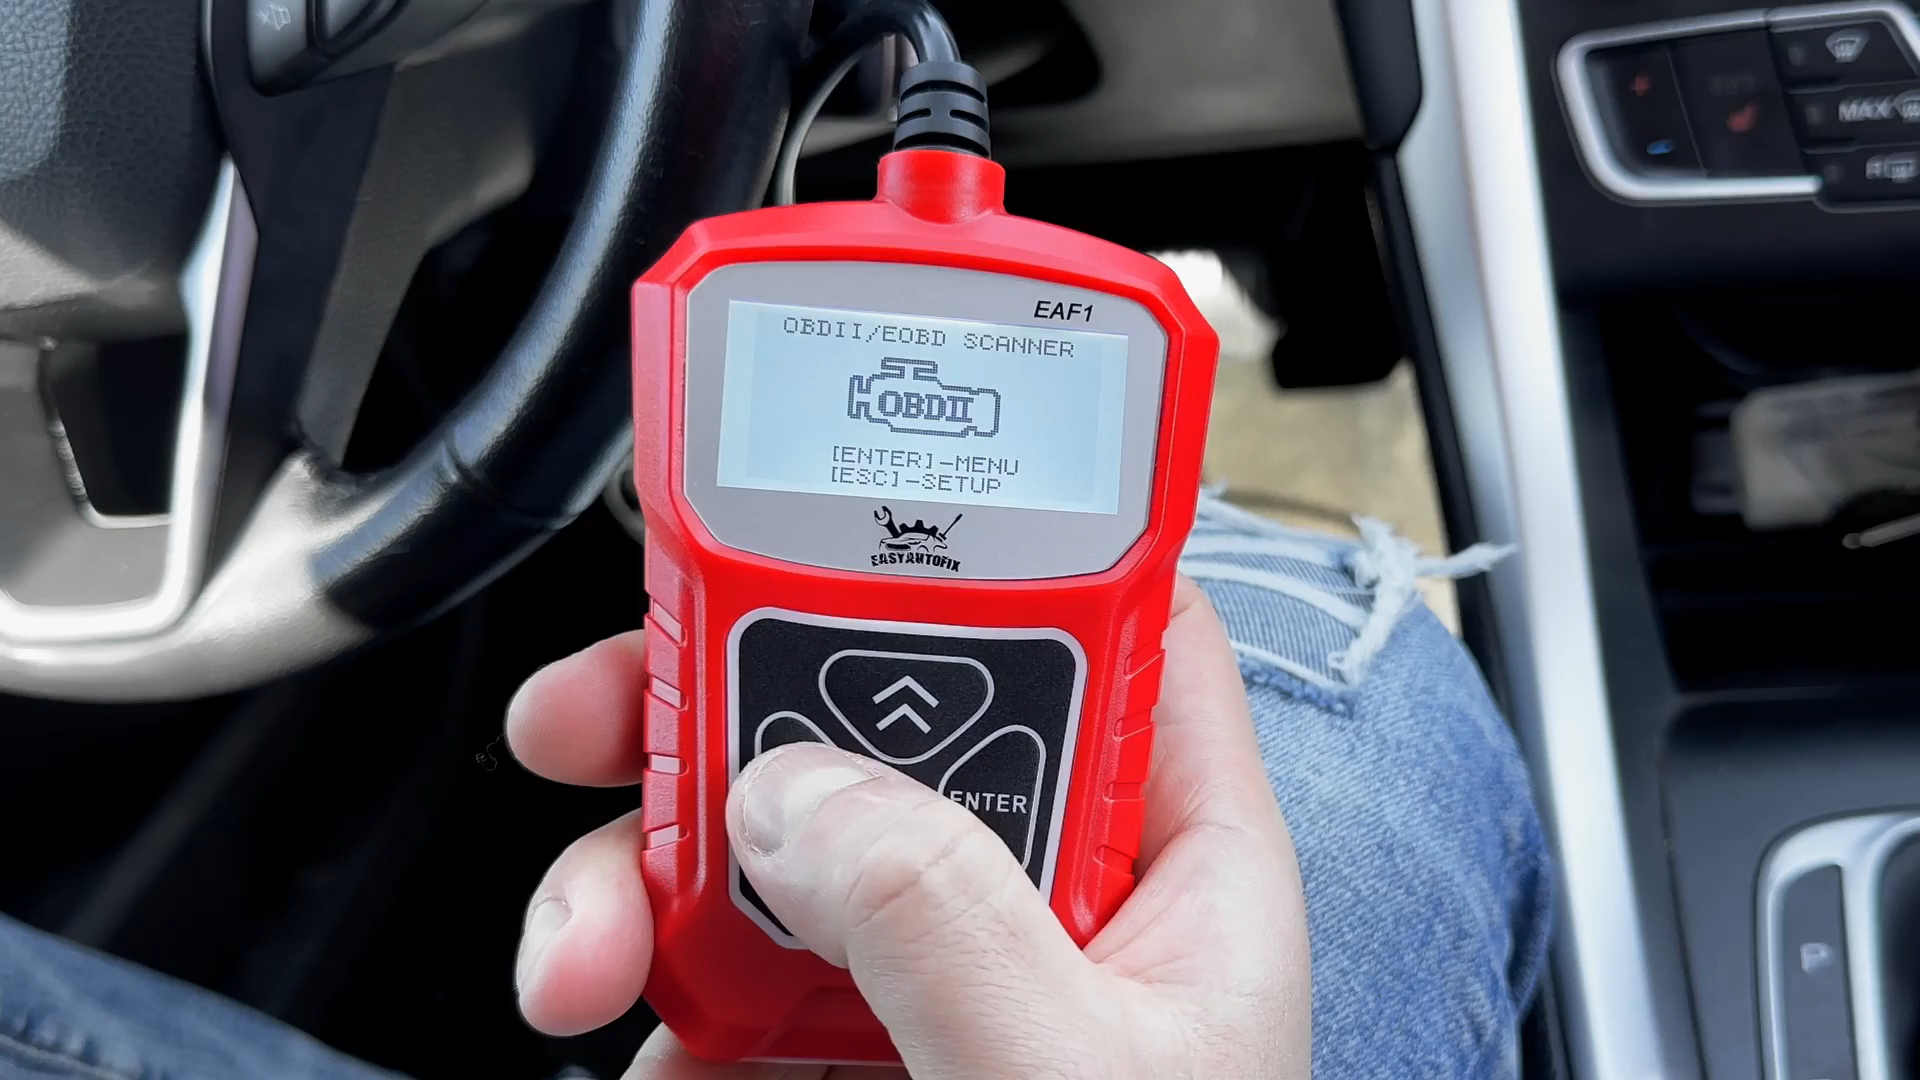 EAF1
OBDII/EOBD SCANNER
OBDII
[ENTER]-MENU
[ESC]-SETUP
EASYAUTOFIX
ENTER
MAX
R
P